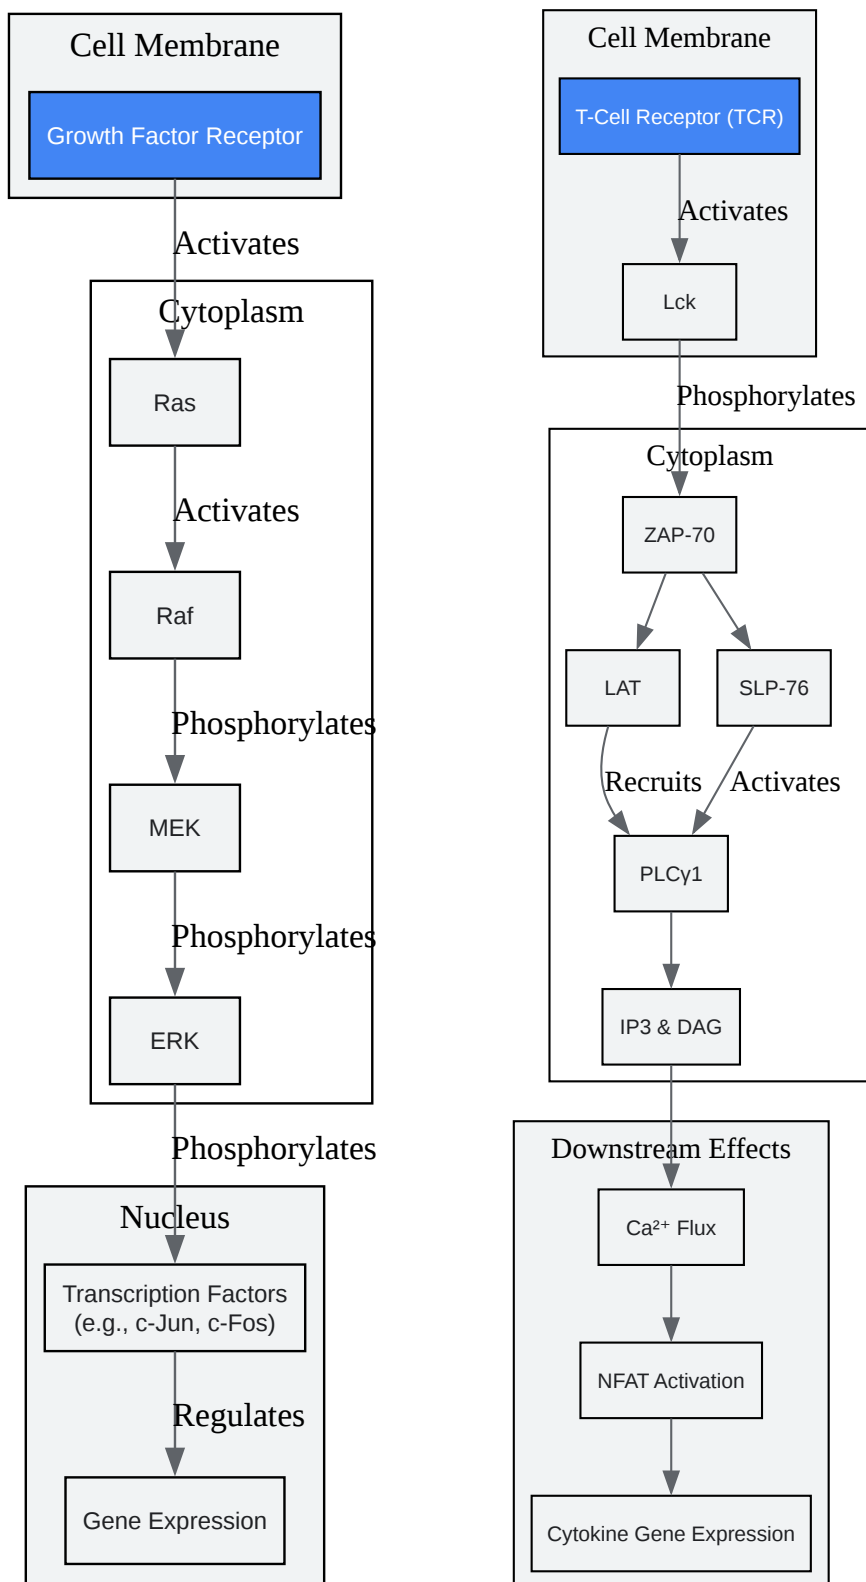 Cell Membrane
Growth Factor Receptor
Activates
Cytoplasm
Ras
Activates
Raf
Phosphorylates
MEK
Phosphorylates
ERK
Phosphorylates
Nucleus
Transcription Factors
(e.g., c-Jun, c-Fos)
Regulates
Gene Expression
Cell Membrane
T-Cell Receptor (TCR)
Activates
Lck
Phosphorylates
Cytoplasm
ZAP-70
LAT
SLP-76
Recruits
Activates
PLCγ1
IP3 & DAG
Downstream Effects
Ca²⁺ Flux
NFAT Activation
Cytokine Gene Expression